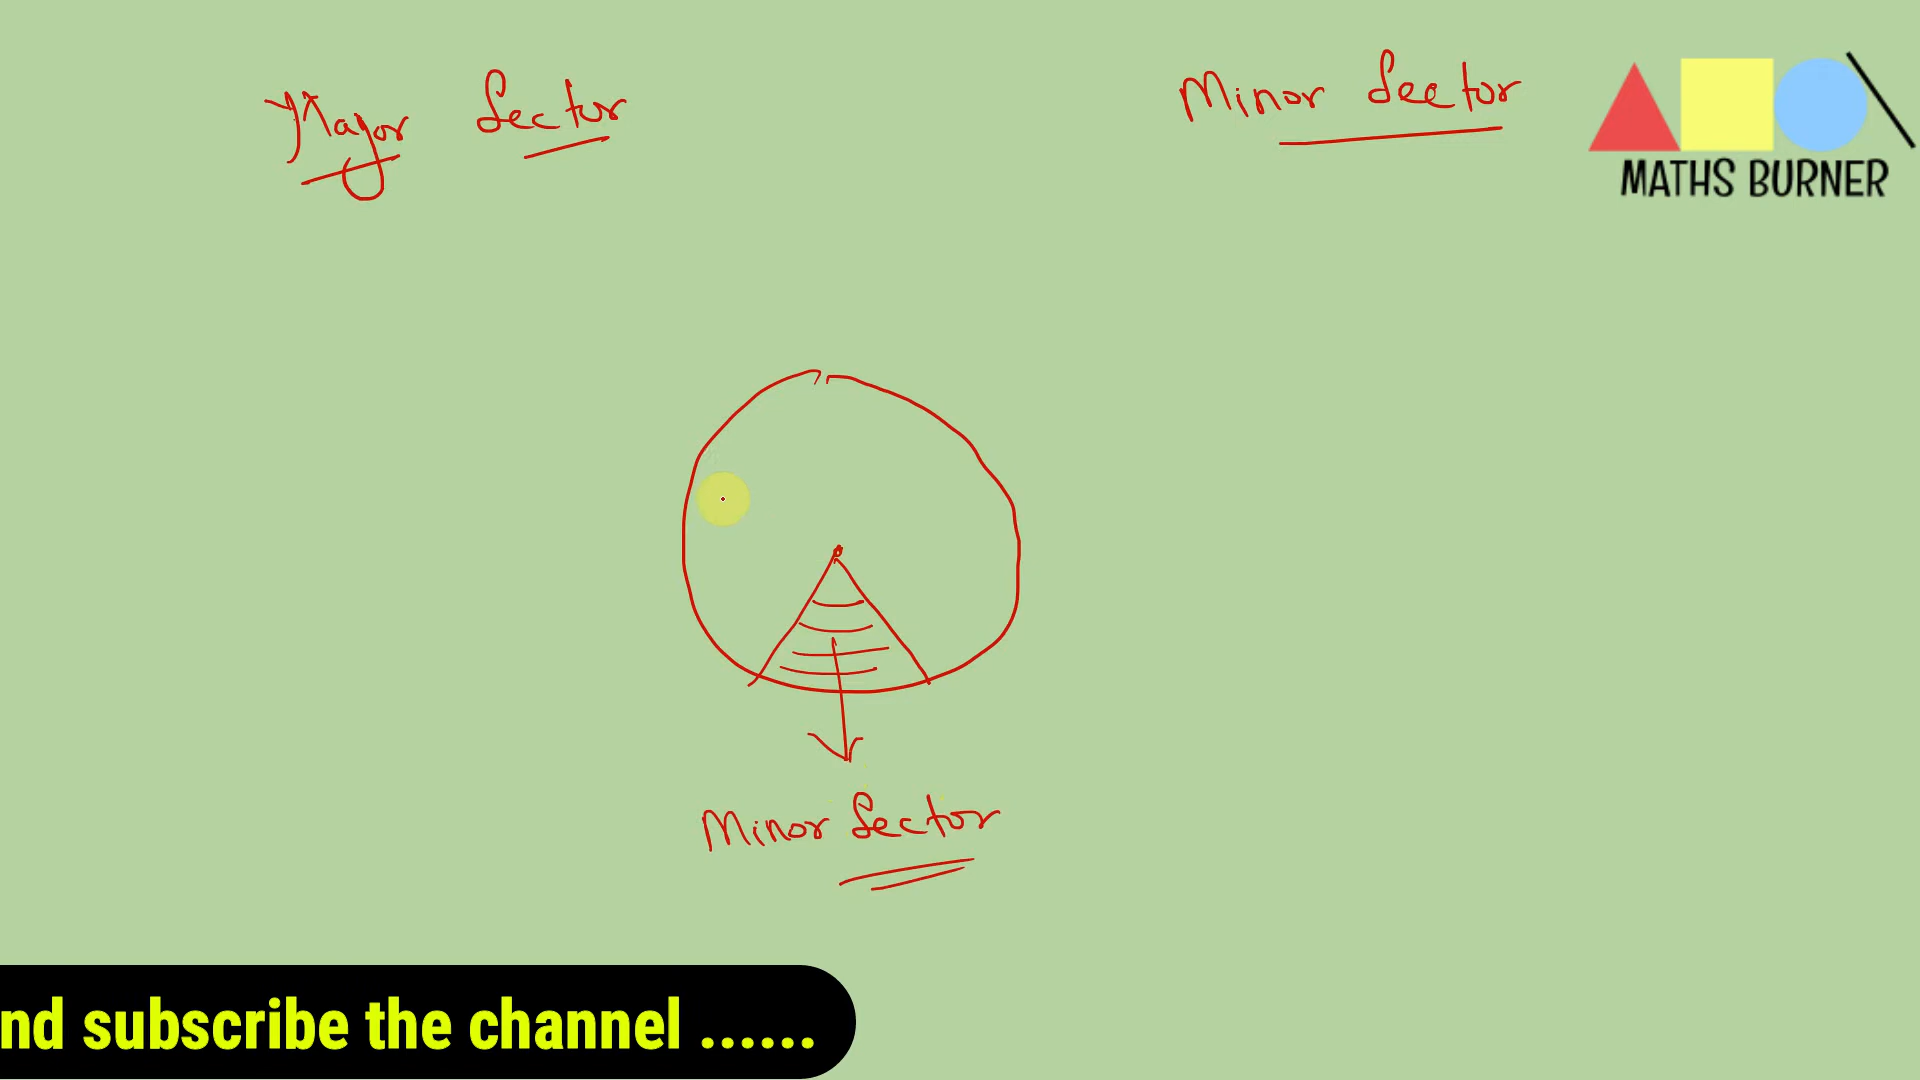 Major Sector
Minor Sector
MATHS BURNER
Minor Sector
nd subscribe the channel ......